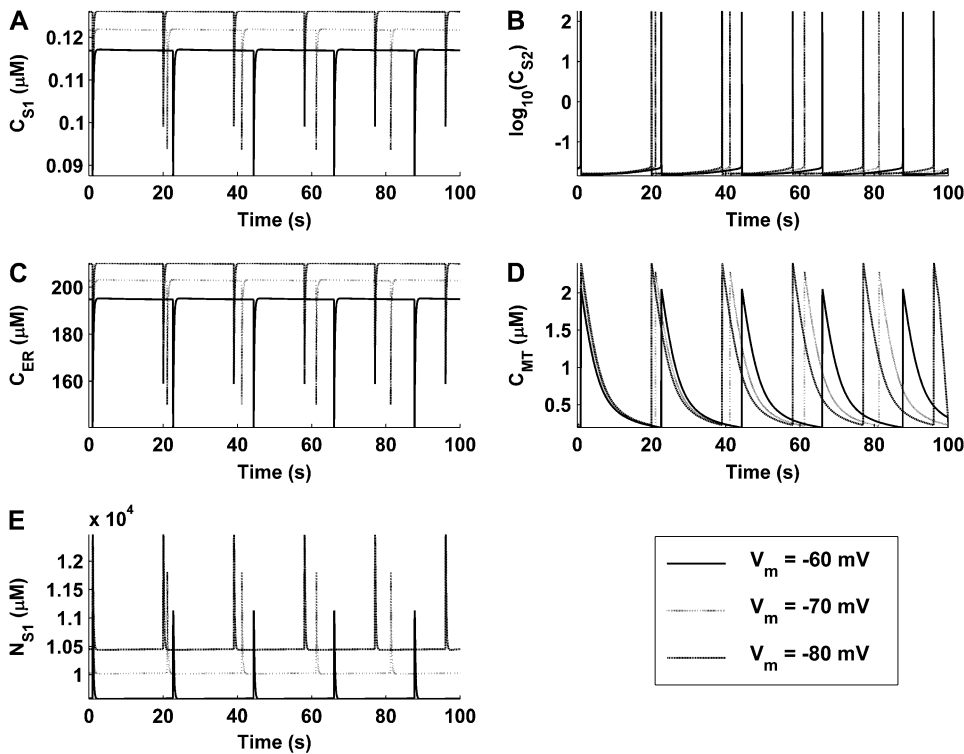 A
C_S1 (μM)
0.12
0.11
0.1
0.09
0 20 40 60 80 100
Time (s)
B
log_10(C_S2)
2
1
0
-1
0 20 40 60 80 100
Time (s)
C
C_ER (μM)
200
180
160
0 20 40 60 80 100
Time (s)
D
C_MT (μM)
2
1.5
1
0.5
0 20 40 60 80 100
Time (s)
E
x 10^4
N_S1 (μM)
1.2
1.15
1.1
1.05
1
0 20 40 60 80 100
Time (s)
V_m = -60 mV
V_m = -70 mV
V_m = -80 mV